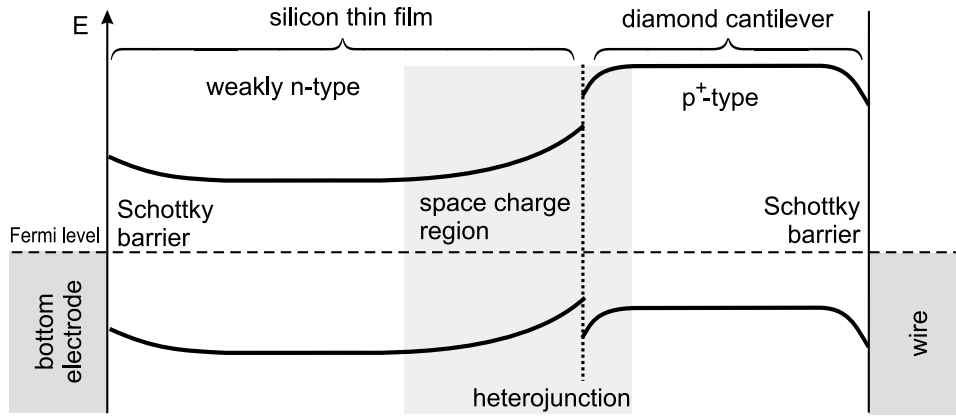 E
silicon thin film
diamond cantilever
weakly n-type
p⁺-type
Schottky
barrier
space charge
region
Schottky
barrier
Fermi level
bottom
electrode
wire
heterojunction